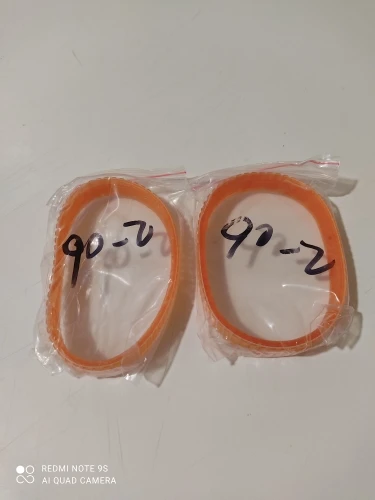 90-2
90-2
REDMI NOTE 9S
AI QUAD CAMERA